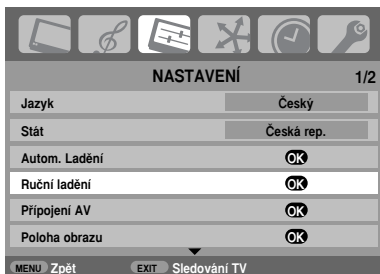 NASTAVENÍ 1/2
Jazyk Český
Stát Česká rep.
Autom. Ladění OK
Ruční ladění OK
Přípojení AV OK
Poloha obrazu OK
MENU Zpět EXIT Sledování TV